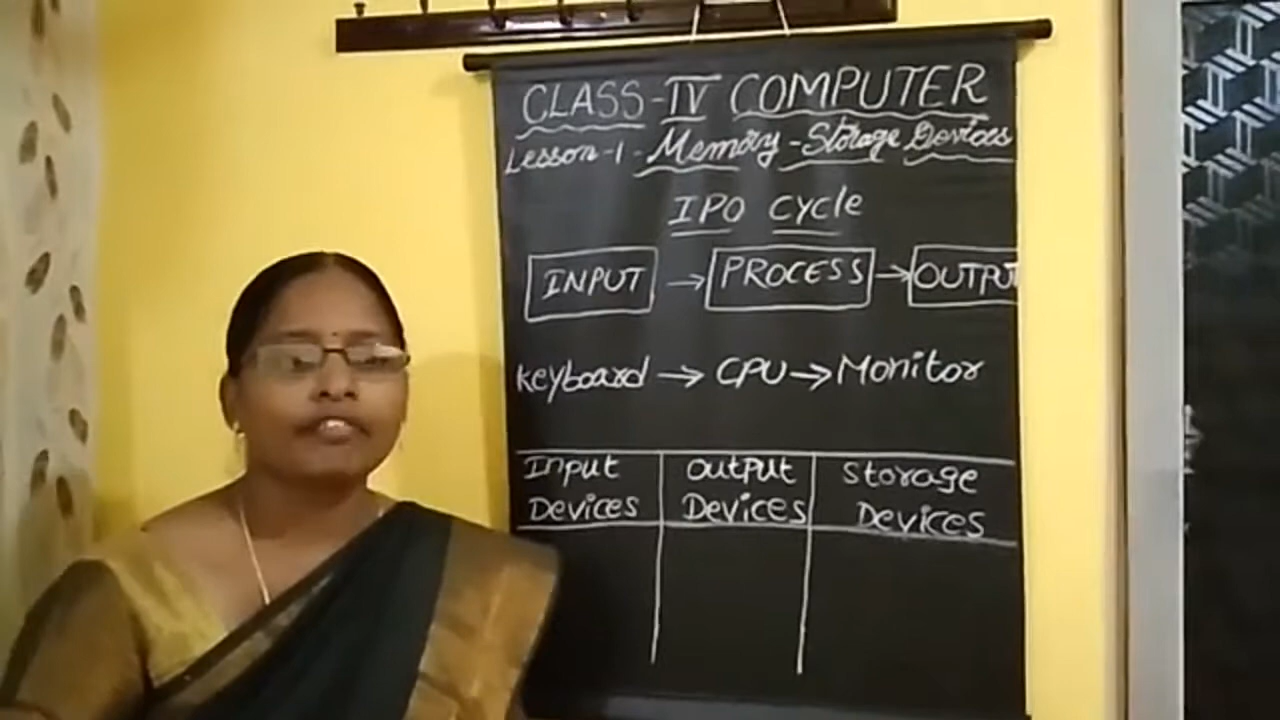 CLASS-IV COMPUTER
Lesson-1-Memory-Storage Devices
IPO Cycle
INPUT → PROCESS → OUTPUT
Keyboard → CPU → Monitor
Input Devices
Output Devices
Storage Devices